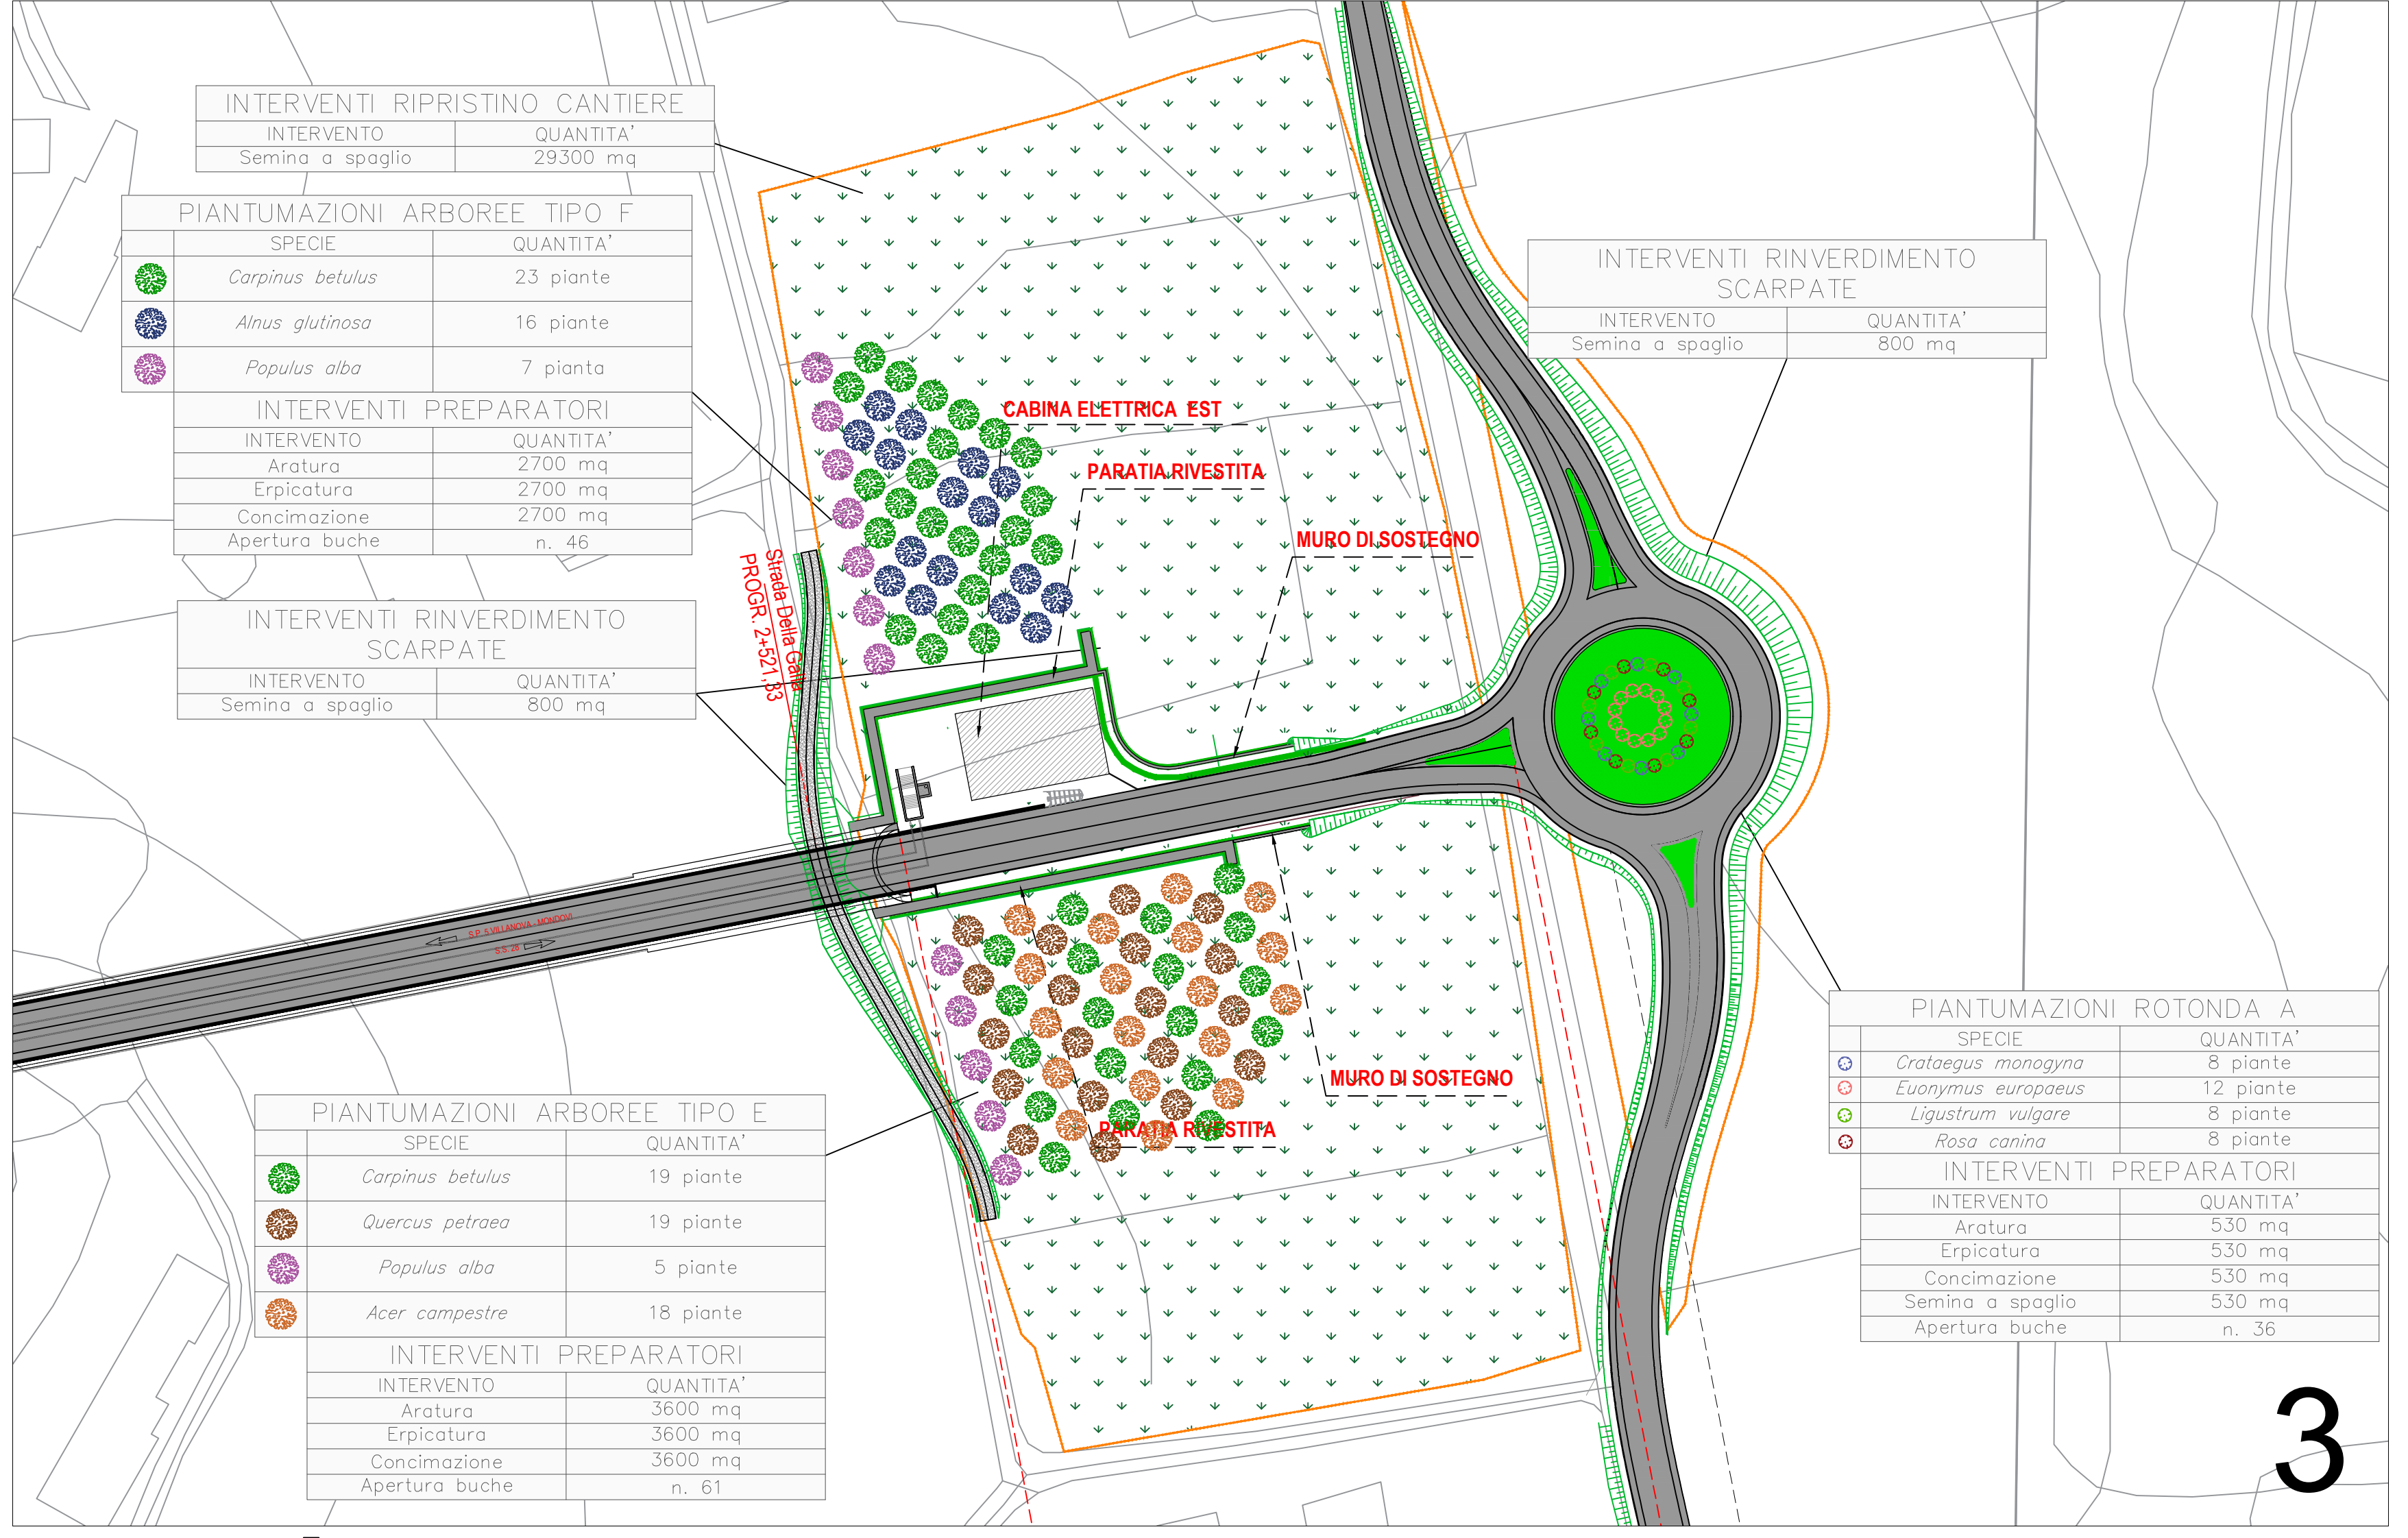 INTERVENTI RIPRISTINO CANTIERE
INTERVENTO QUANTITA'
Semina a spaglio 29300 mq
PIANTUMAZIONI ARBOREE TIPO F
SPECIE QUANTITA'
Carpinus betulus 23 piante
Alnus glutinosa 16 piante
Populus alba 7 pianta
INTERVENTI PREPARATORI
INTERVENTO QUANTITA'
Aratura 2700 mq
Erpicatura 2700 mq
Concimazione 2700 mq
Apertura buche n. 46
INTERVENTI RINVERDIMENTO
SCARPATE
INTERVENTO QUANTITA'
Semina a spaglio 800 mq
INTERVENTI RINVERDIMENTO
SCARPATE
INTERVENTO QUANTITA'
Semina a spaglio 800 mq
CABINA ELETTRICA EST
PARATIA RIVESTITA
MURO DI SOSTEGNO
Strada Della Galla
PROGR. 2+521,33
S.P. 5 VILLANOVA - MONDOVI
S.S. 28
MURO DI SOSTEGNO
PARATIA RIVESTITA
PIANTUMAZIONI ARBOREE TIPO E
SPECIE QUANTITA'
Carpinus betulus 19 piante
Quercus petraea 19 piante
Populus alba 5 piante
Acer campestre 18 piante
INTERVENTI PREPARATORI
INTERVENTO QUANTITA'
Aratura 3600 mq
Erpicatura 3600 mq
Concimazione 3600 mq
Apertura buche n. 61
PIANTUMAZIONI ROTONDA A
SPECIE QUANTITA'
Crataegus monogyna 8 piante
Euonymus europaeus 12 piante
Ligustrum vulgare 8 piante
Rosa canina 8 piante
INTERVENTI PREPARATORI
INTERVENTO QUANTITA'
Aratura 530 mq
Erpicatura 530 mq
Concimazione 530 mq
Semina a spaglio 530 mq
Apertura buche n. 36
3